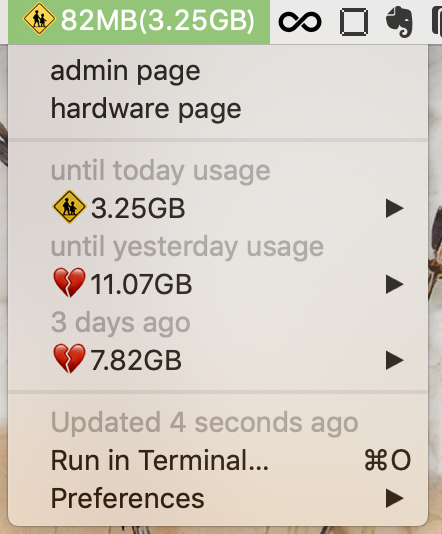 🚸82MB(3.25GB)
admin page
hardware page
until today usage
🚸3.25GB
until yesterday usage
💔11.07GB
3 days ago
💔7.82GB
Updated 4 seconds ago
Run in Terminal... ⌘O
Preferences